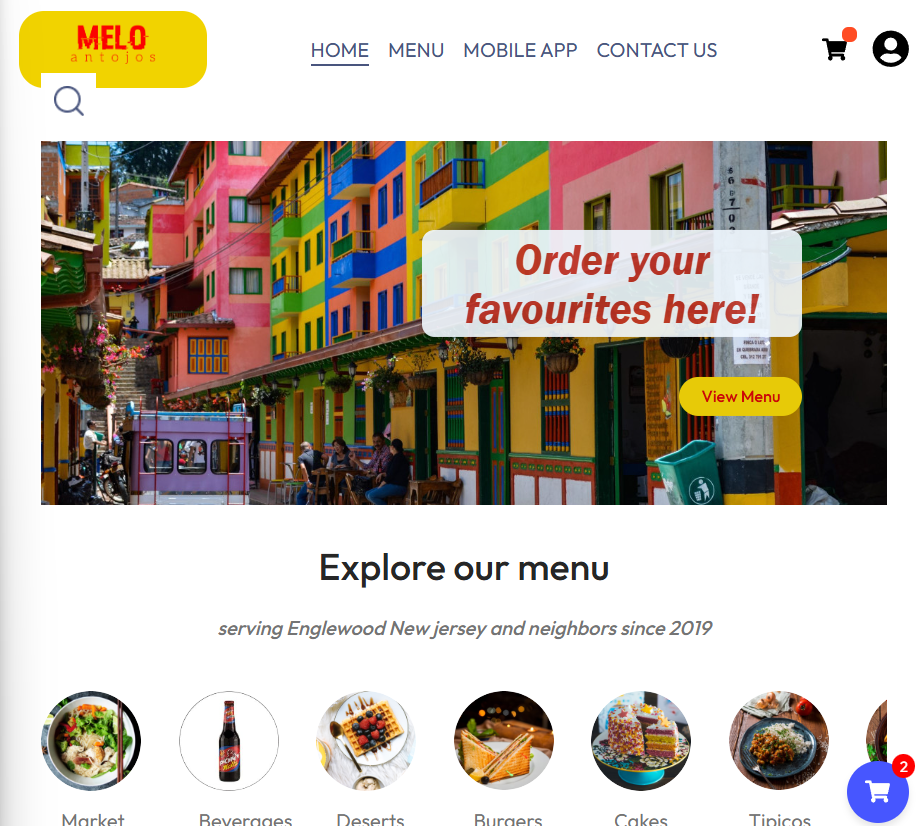 MELO
antojos
HOME MENU MOBILE APP CONTACT US
Order your
favourites here!
View Menu
Explore our menu
serving Englewood New jersey and neighbors since 2019
2
Market Beverages Deserts Burgers Cakes Tipicos